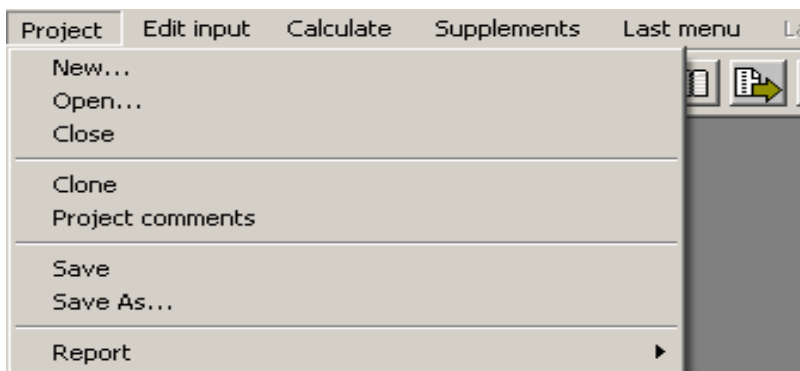 Project Edit input Calculate Supplements Last menu
New...
Open...
Close
Clone
Project comments
Save
Save As...
Report